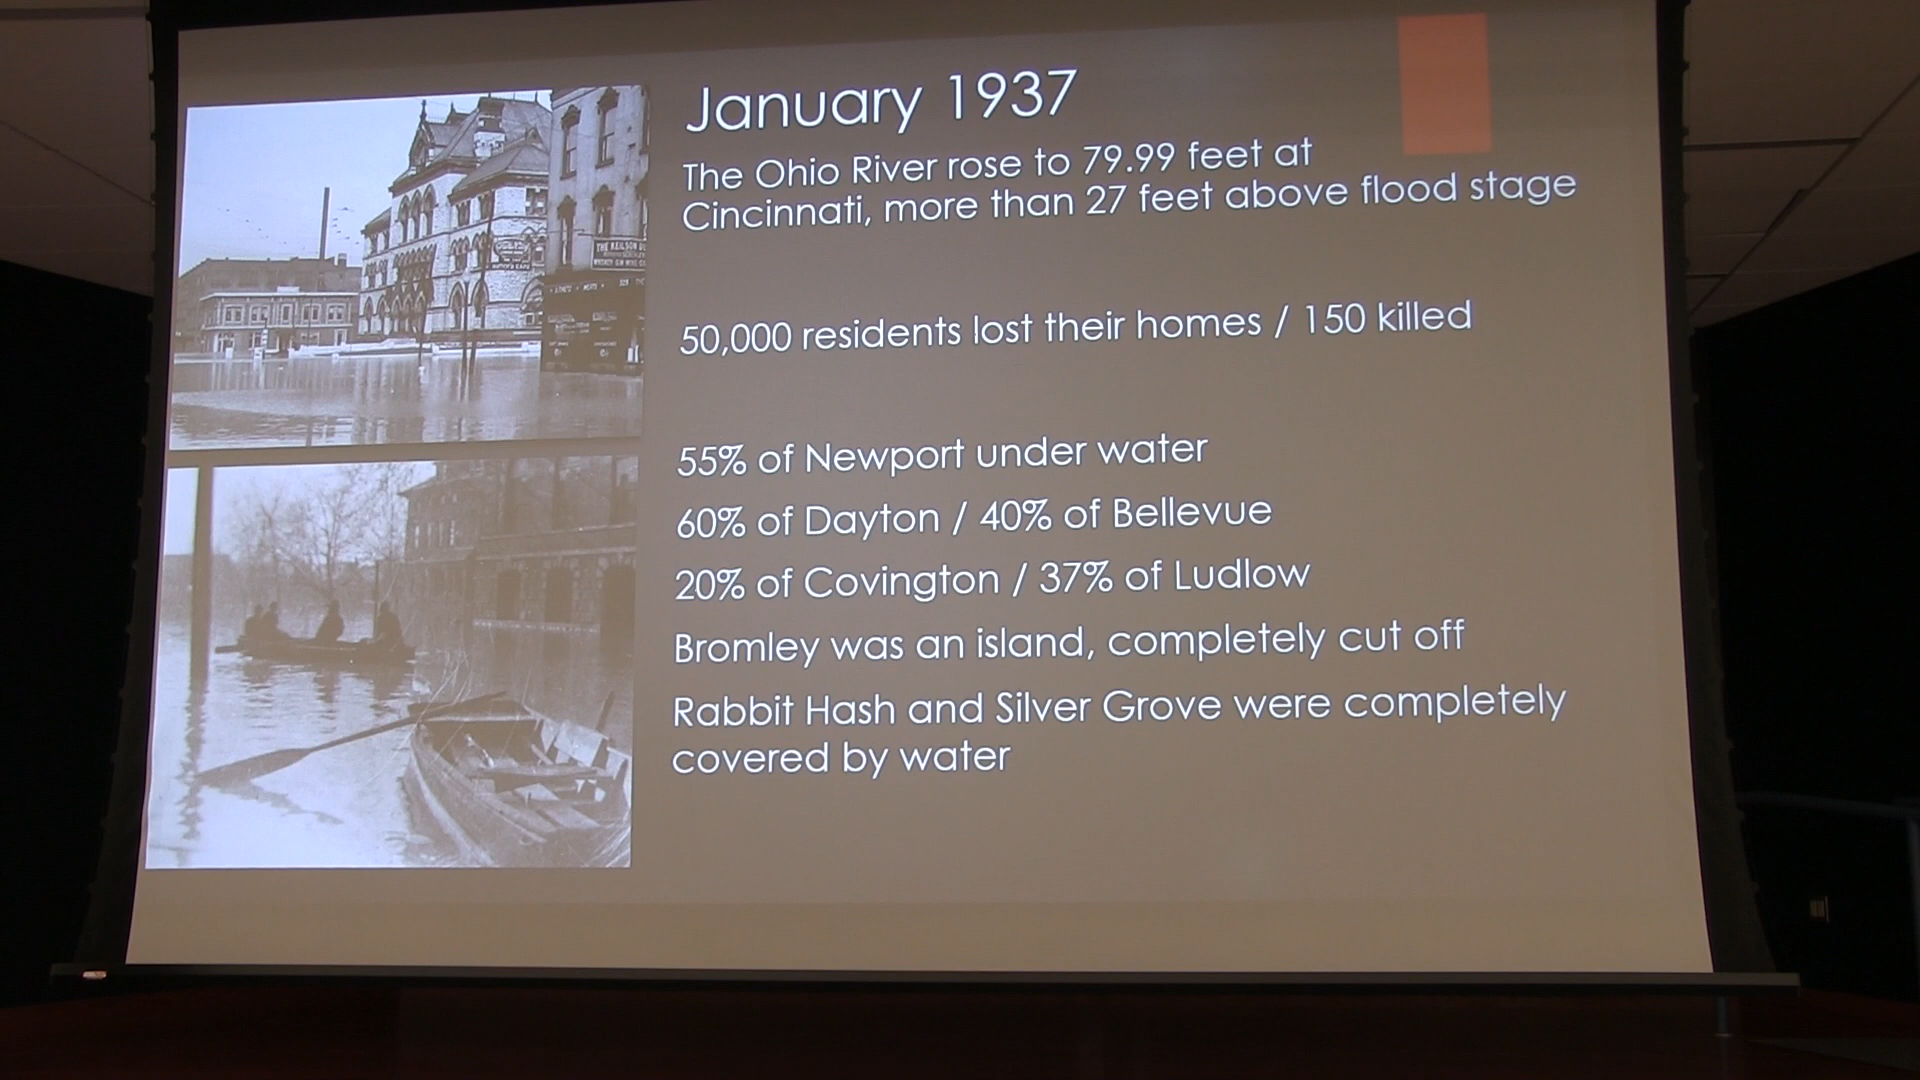 January 1937
The Ohio River rose to 79.99 feet at
Cincinnati, more than 27 feet above flood stage
50,000 residents lost their homes / 150 killed
55% of Newport under water
60% of Dayton / 40% of Bellevue
20% of Covington / 37% of Ludlow
Bromley was an island, completely cut off
Rabbit Hash and Silver Grove were completely
covered by water